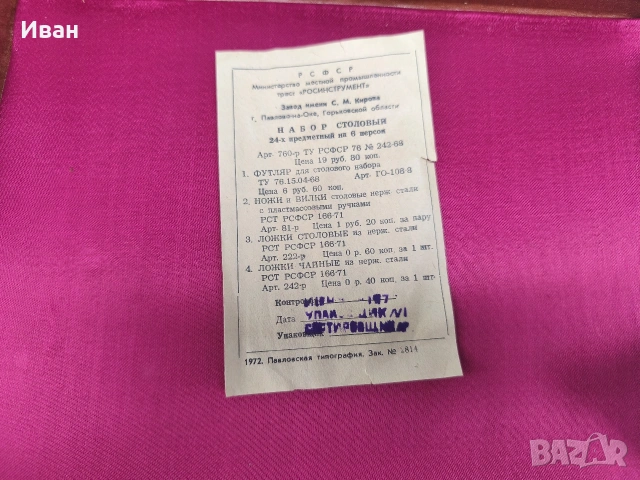 Иван
РСФСР
Министерство местной промышленности
трест «РОСИНСТРУМЕНТ»
Завод имени С. М. Кирова
г. Павлово-на-Оке, Горьковской области
НАБОР СТОЛОВЫЙ
24-х предметный на 6 персон
Арт. 760-р ТУ РСФСР 76 № 242-68
Цена 19 руб. 80 коп.
1. ФУТЛЯР для столового набора
ТУ 76.15.04-68 Арт. ГО-108-8
Цена 6 руб. 60 коп.
2. НОЖИ и ВИЛКИ столовые нерж. стали
с пластмассовыми ручками
РСТ РСФСР 166-71
Арт. 81-р Цена 1 руб. 20 коп. за пару
3. ЛОЖКИ СТОЛОВЫЕ из нерж. стали
РСТ РСФСР 166-71
Арт. 222-р Цена 0 р. 60 коп. за 1 шт.
4. ЛОЖКИ ЧАЙНЫЕ из нерж. стали
РСТ РСФСР 166-71
Арт. 242-р Цена 0 р. 40 коп. за 1 шт.
Дата
Упаковщик
1972. Павловская типография. Зак. № 2814
BAZAR